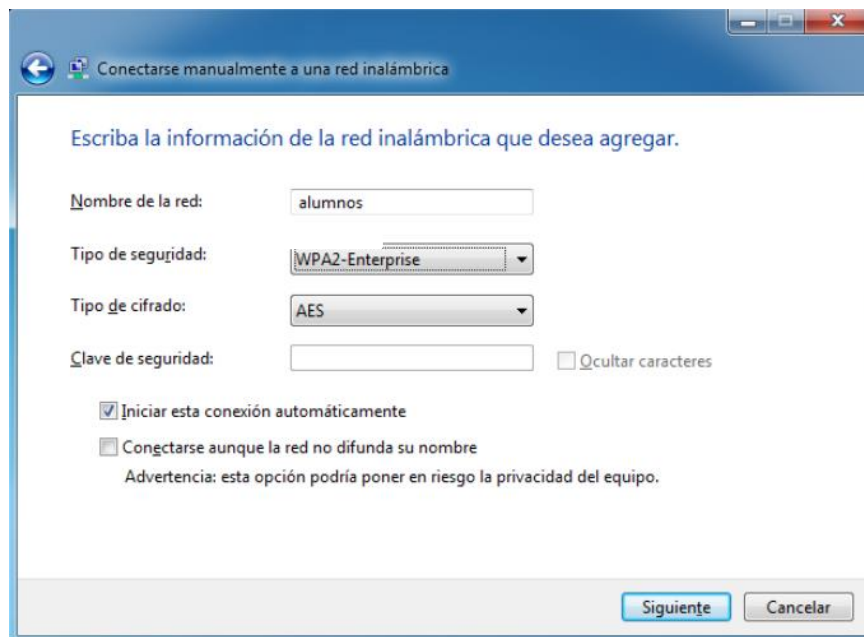 Conectarse manualmente a una red inalámbrica
Escriba la información de la red inalámbrica que desea agregar.
Nombre de la red: alumnos
Tipo de seguridad: WPA2-Enterprise
Tipo de cifrado: AES
Clave de seguridad: Ocultar caracteres
Iniciar esta conexión automáticamente
Conectarse aunque la red no difunda su nombre
Advertencia: esta opción podría poner en riesgo la privacidad del equipo.
Siguiente Cancelar